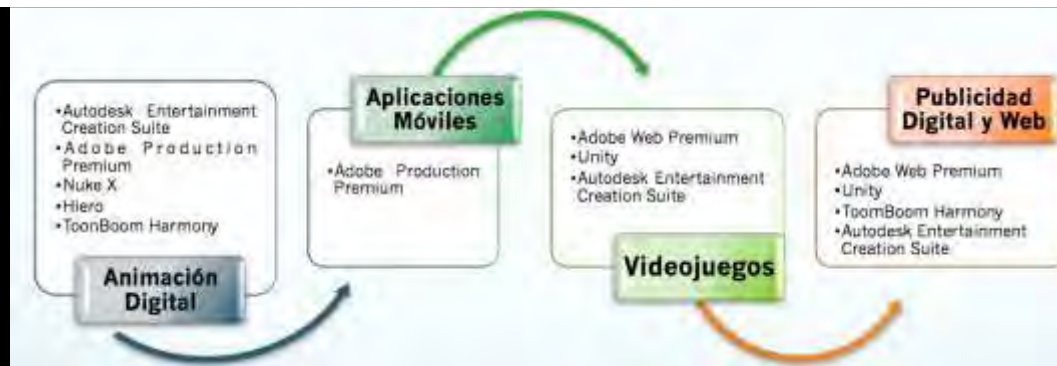 •Autodesk Entertainment
Creation Suite
•Adobe Production
Premium
•Nuke X
•Hiero
•ToonBoom Harmony
Animación
Digital
Aplicaciones
Móviles
•Adobe Production
Premium
•Adobe Web Premium
•Unity
•Autodesk Entertainment
Creation Suite
Videojuegos
Publicidad
Digital y Web
•Adobe Web Premium
•Unity
•ToomBoom Harmony
•Autodesk Entertainment
Creation Suite